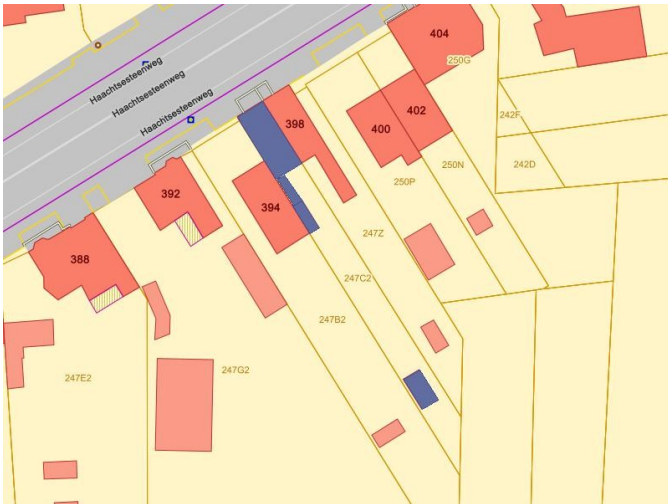 404
250G
Haachtsesteenweg
Haachtsesteenweg
Haachtsesteenweg
398
400
402
242F
242D
250N
250P
392
394
388
247Z
247C2
247B2
247G2
247E2